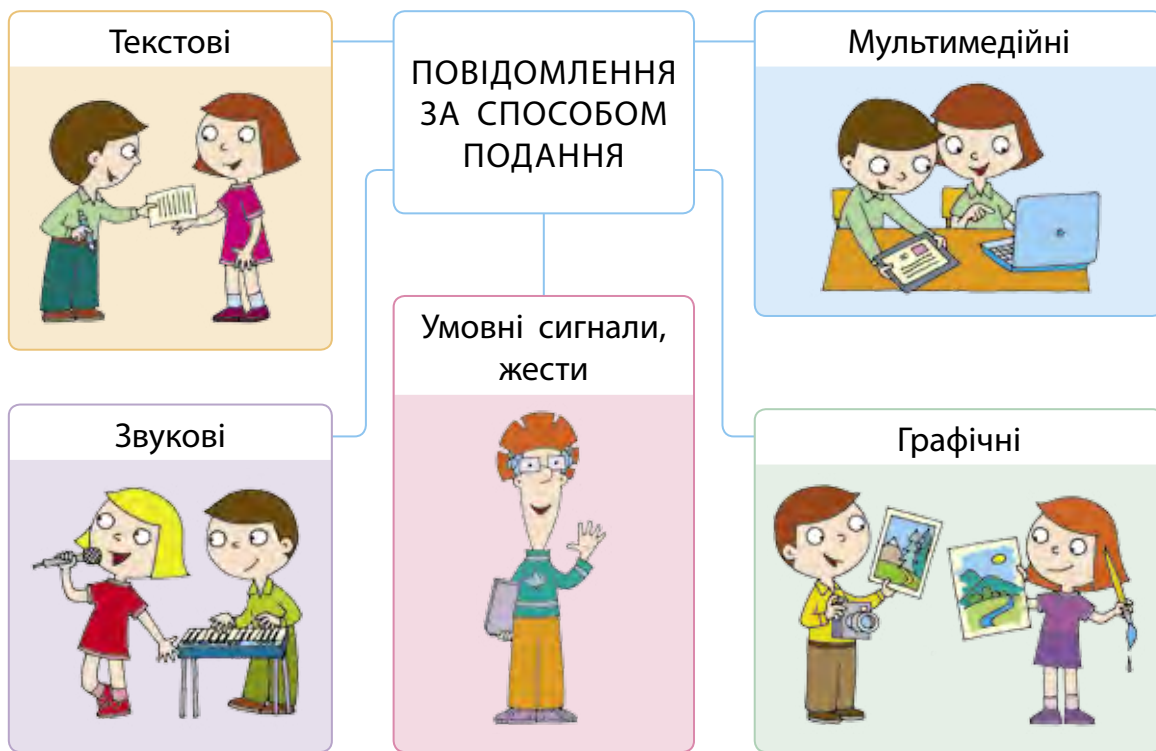 Текстові
ПОВІДОМЛЕННЯ
ЗА СПОСОБОМ
ПОДАННЯ
Мультимедійні
Умовні сигнали,
жести
Звукові
Графічні